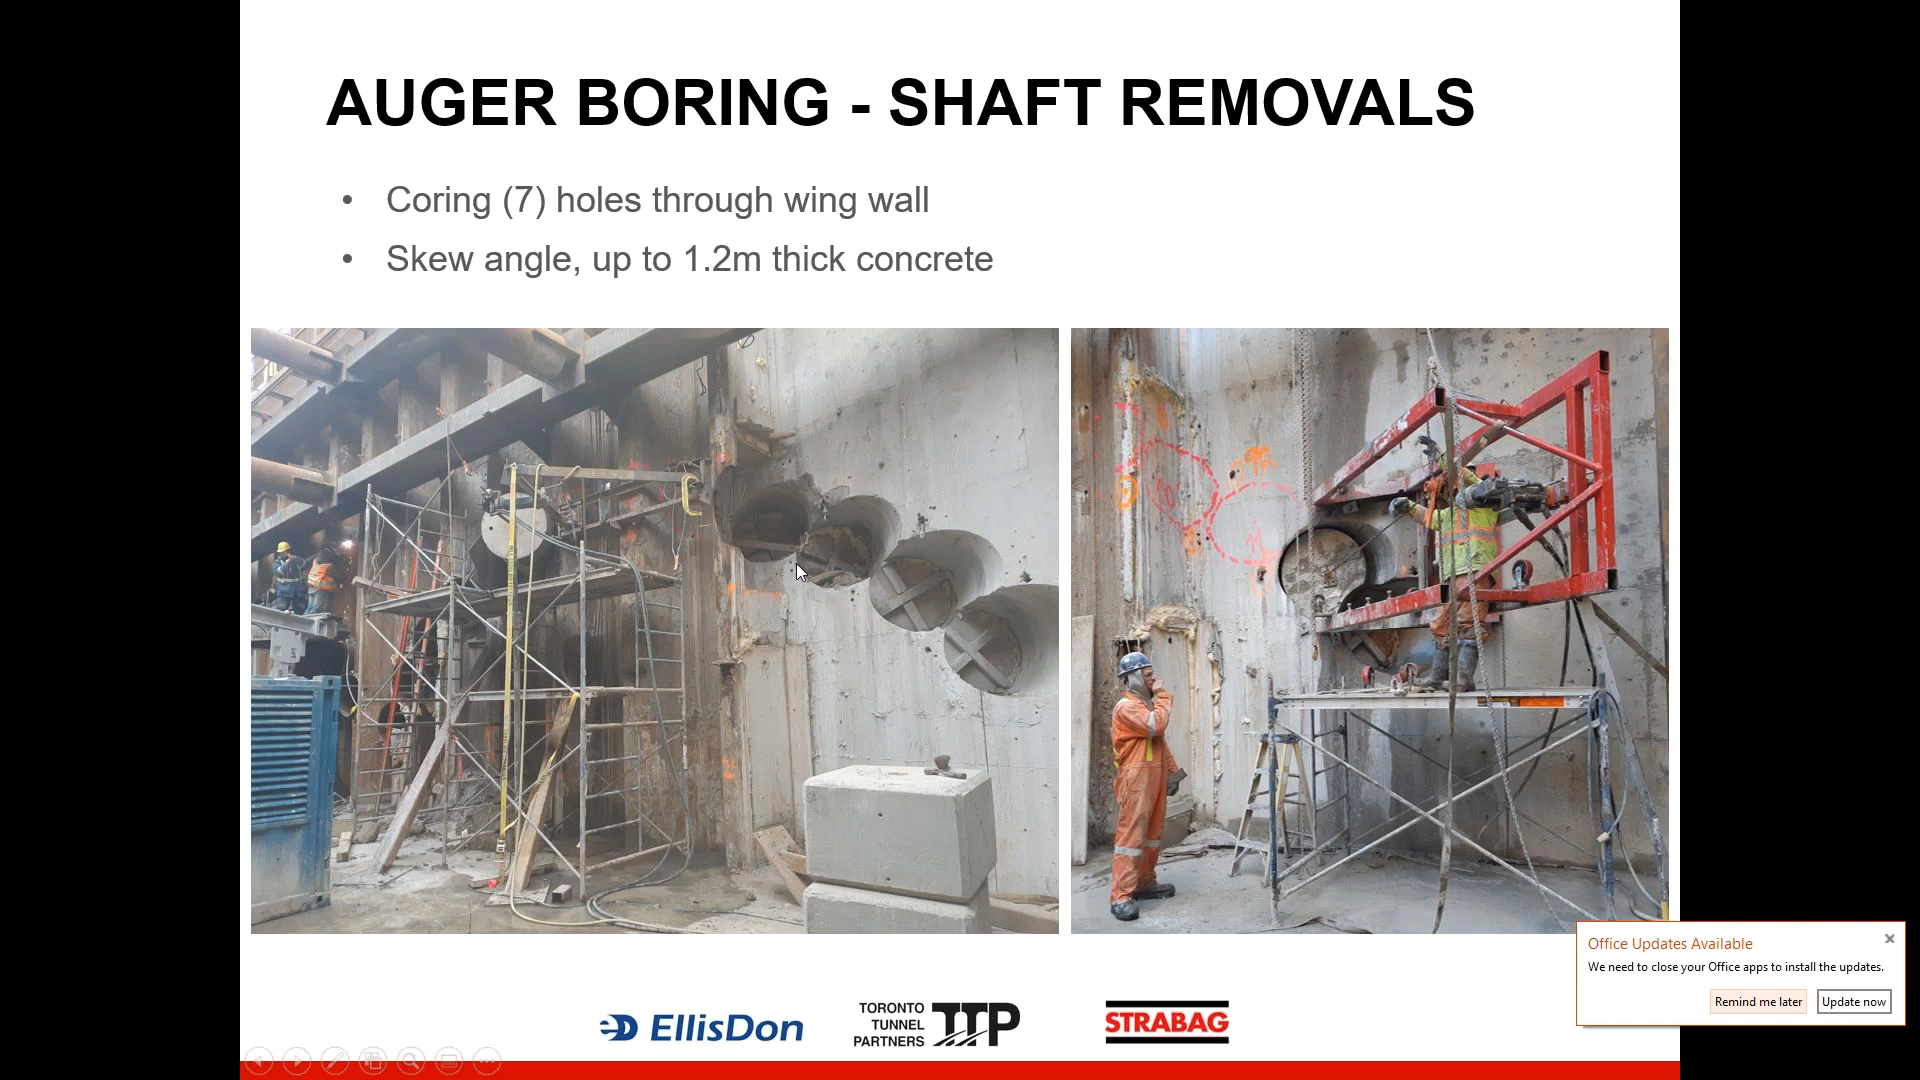 AUGER BORING - SHAFT REMOVALS
• Coring (7) holes through wing wall
• Skew angle, up to 1.2m thick concrete
Office Updates Available
We need to close your Office apps to install the updates.
Remind me later
Update now
EllisDon
TORONTO
TUNNEL
PARTNERS
TTP
STRABAG